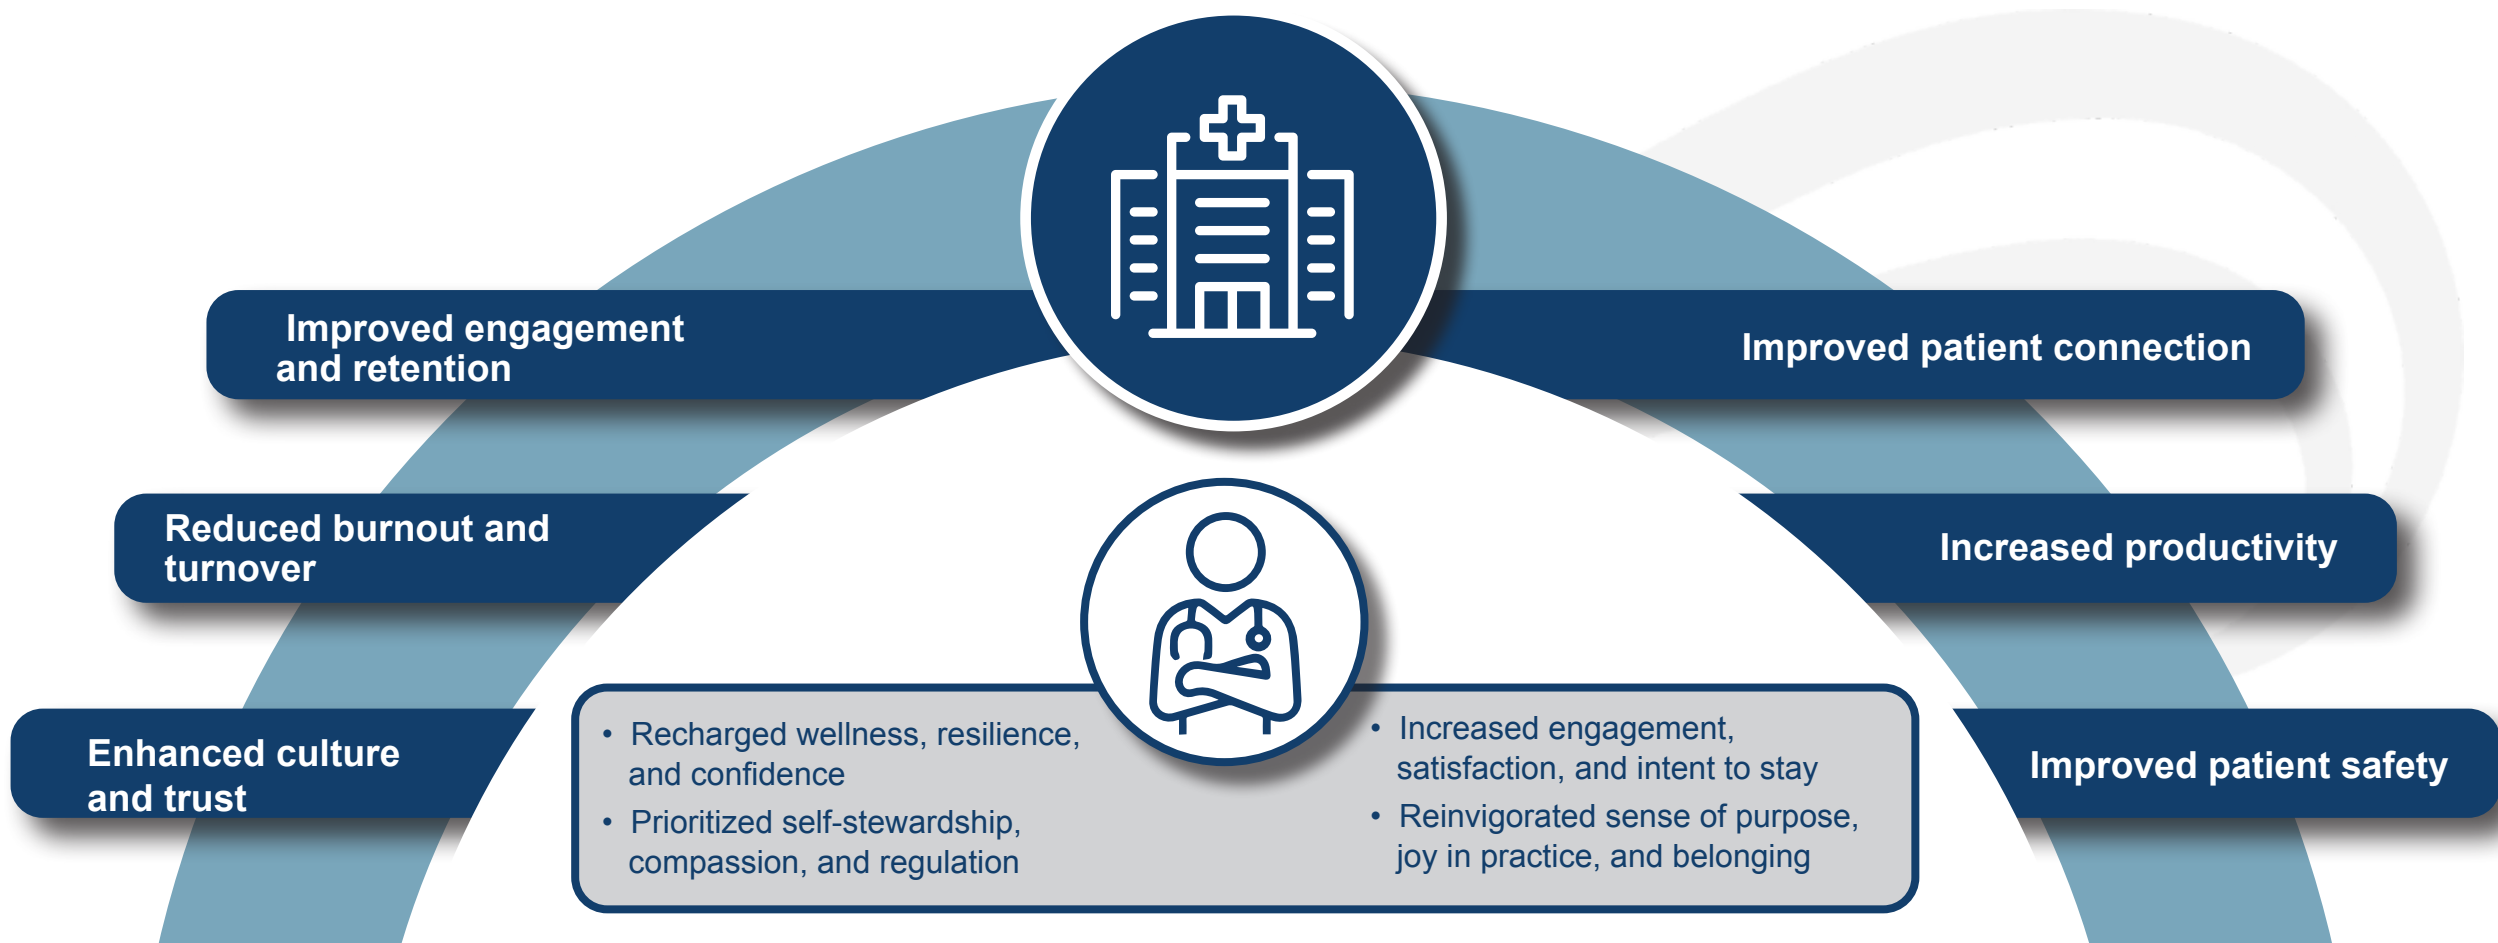 Improved engagement
and retention
Improved patient connection
Reduced burnout and
turnover
Increased productivity
Enhanced culture
and trust
• Recharged wellness, resilience,
and confidence
• Prioritized self-stewardship,
compassion, and regulation
• Increased engagement,
satisfaction, and intent to stay
• Reinvigorated sense of purpose,
joy in practice, and belonging
Improved patient safety